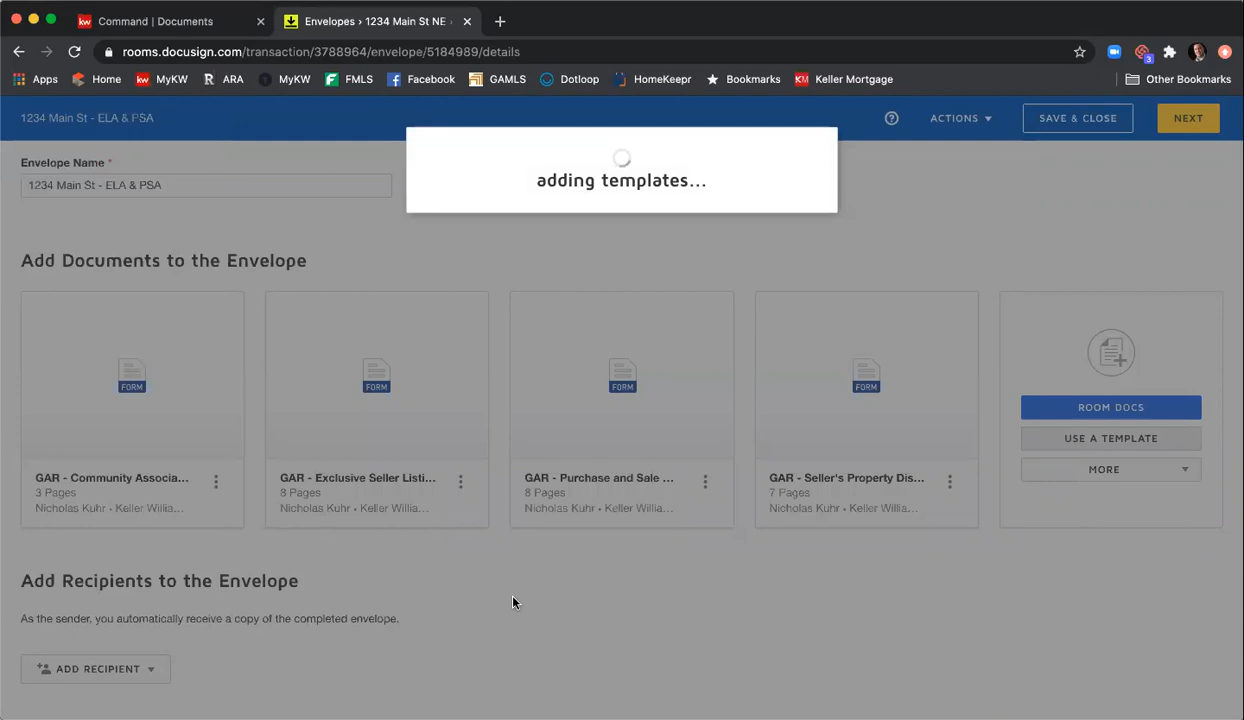 kw Command | Documents
Envelopes › 1234 Main St NE
rooms.docusign.com/transaction/3788964/envelope/5184989/details
3
Apps
Home
kw MyKW
R ARA
MyKW
F FMLS
f Facebook
GAMLS
Dotloop
HomeKeepr
Bookmarks
KM Keller Mortgage
Other Bookmarks
1234 Main St - ELA & PSA
?
ACTIONS
SAVE & CLOSE
NEXT
adding templates...
Envelope Name *
1234 Main St - ELA & PSA
Add Documents to the Envelope
FORM
GAR - Community Associa...
3 Pages
Nicholas Kuhr • Keller Willia...
FORM
GAR - Exclusive Seller Listi...
8 Pages
Nicholas Kuhr • Keller Willia...
FORM
GAR - Purchase and Sale ...
8 Pages
Nicholas Kuhr • Keller Willia...
FORM
GAR - Seller's Property Dis...
7 Pages
Nicholas Kuhr • Keller Willia...
ROOM DOCS
USE A TEMPLATE
MORE
Add Recipients to the Envelope
As the sender, you automatically receive a copy of the completed envelope.
ADD RECIPIENT